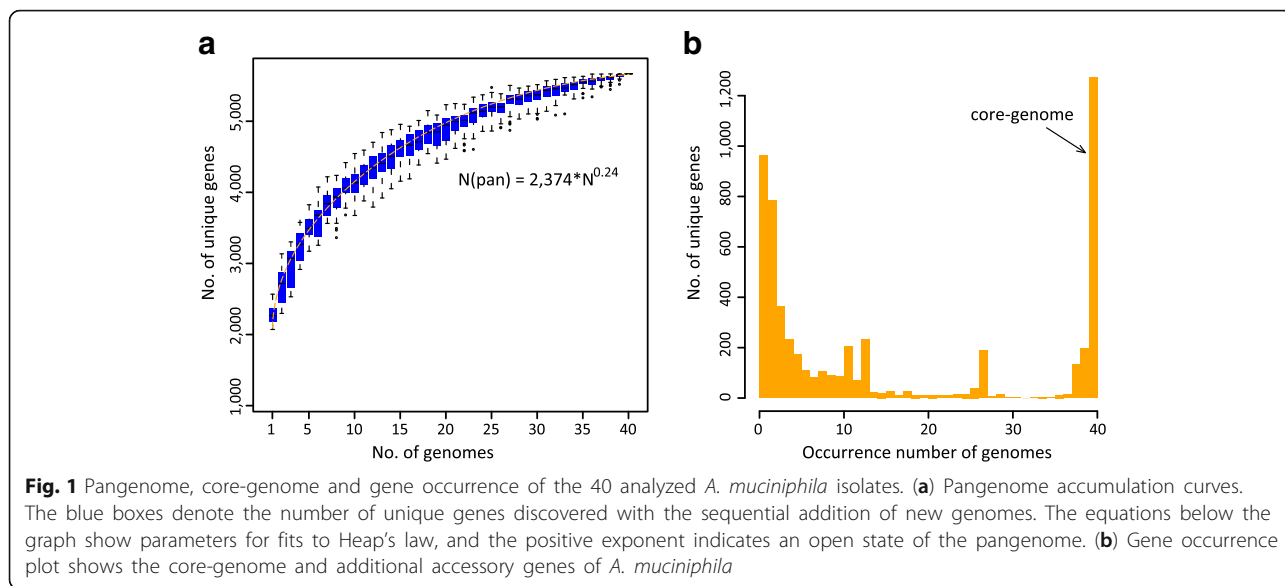 a
No. of unique genes
5,000
4,000
3,000
2,000
1,000
N(pan) = 2,374*N^0.24
1 5 10 15 20 25 30 35 40
No. of genomes
b
No. of unique genes
1,200
1,000
800
600
400
200
0
core-genome
0 10 20 30 40
Occurrence number of genomes
Fig. 1 Pangenome, core-genome and gene occurrence of the 40 analyzed A. muciniphila isolates. (a) Pangenome accumulation curves.
The blue boxes denote the number of unique genes discovered with the sequential addition of new genomes. The equations below the
graph show parameters for fits to Heap's law, and the positive exponent indicates an open state of the pangenome. (b) Gene occurrence
plot shows the core-genome and additional accessory genes of A. muciniphila